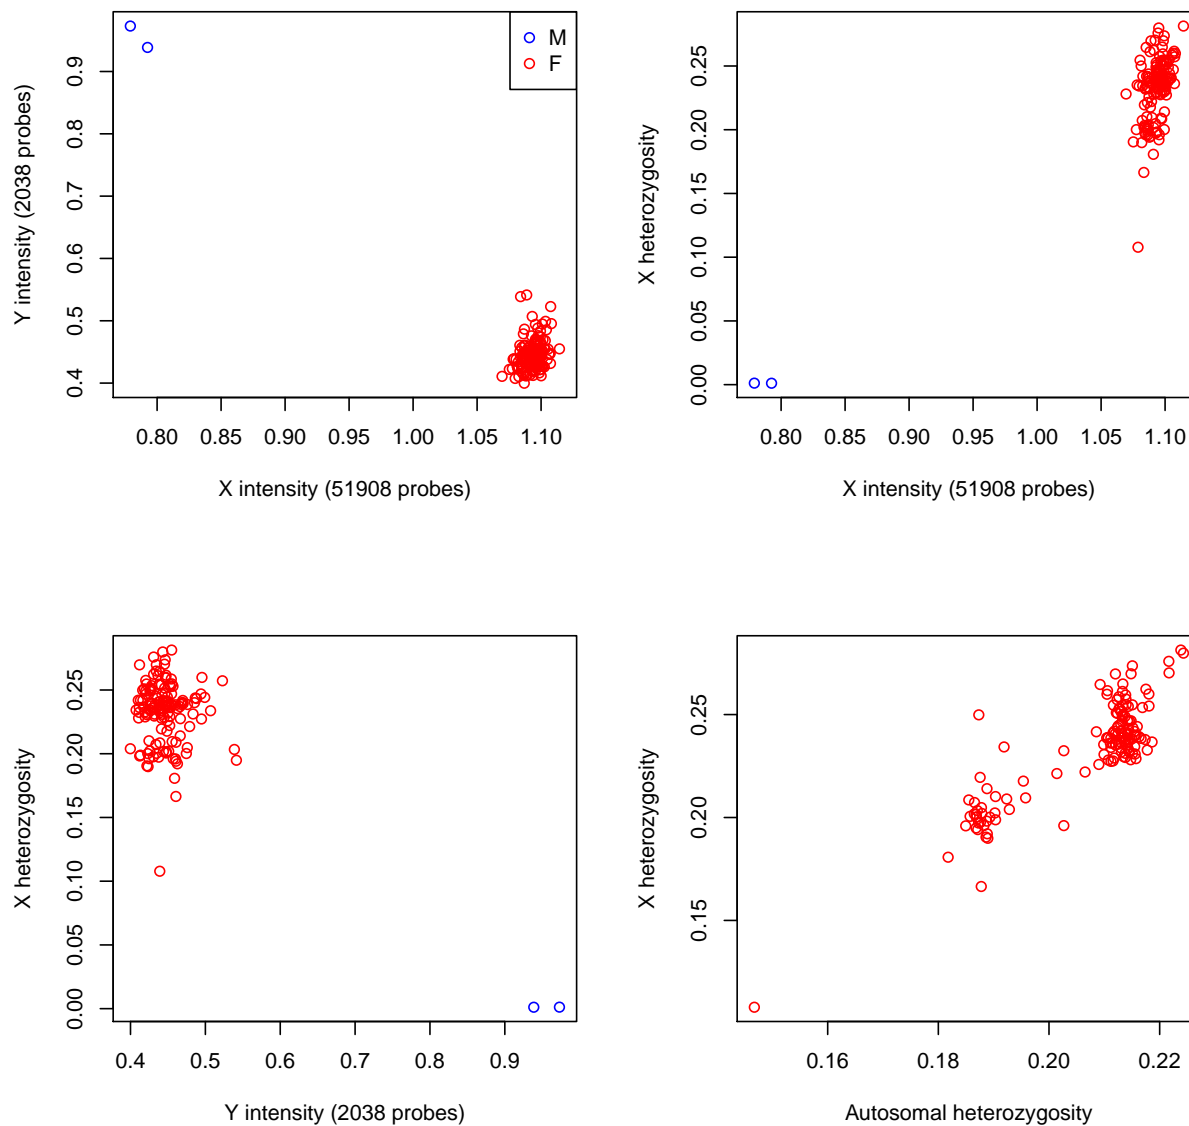 M
F
Y intensity (2038 probes)
0.4 0.5 0.6 0.7 0.8 0.9
0.80 0.85 0.90 0.95 1.00 1.05 1.10
X intensity (51908 probes)
X heterozygosity
0.00 0.05 0.10 0.15 0.20 0.25
0.80 0.85 0.90 0.95 1.00 1.05 1.10
X intensity (51908 probes)
X heterozygosity
0.00 0.05 0.10 0.15 0.20 0.25
0.4 0.5 0.6 0.7 0.8 0.9
Y intensity (2038 probes)
X heterozygosity
0.15 0.20 0.25
0.16 0.18 0.20 0.22
Autosomal heterozygosity